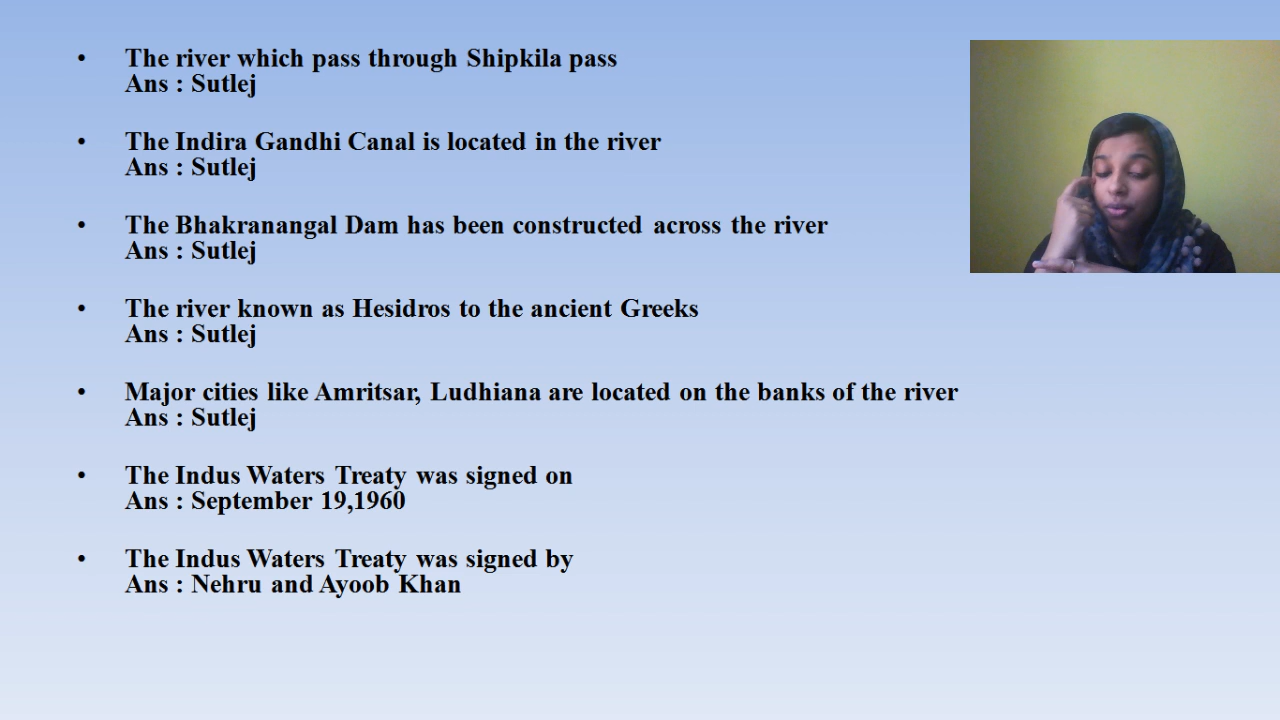 • The river which pass through Shipkila pass
Ans : Sutlej
• The Indira Gandhi Canal is located in the river
Ans : Sutlej
• The Bhakranangal Dam has been constructed across the river
Ans : Sutlej
• The river known as Hesidros to the ancient Greeks
Ans : Sutlej
• Major cities like Amritsar, Ludhiana are located on the banks of the river
Ans : Sutlej
• The Indus Waters Treaty was signed on
Ans : September 19,1960
• The Indus Waters Treaty was signed by
Ans : Nehru and Ayoob Khan